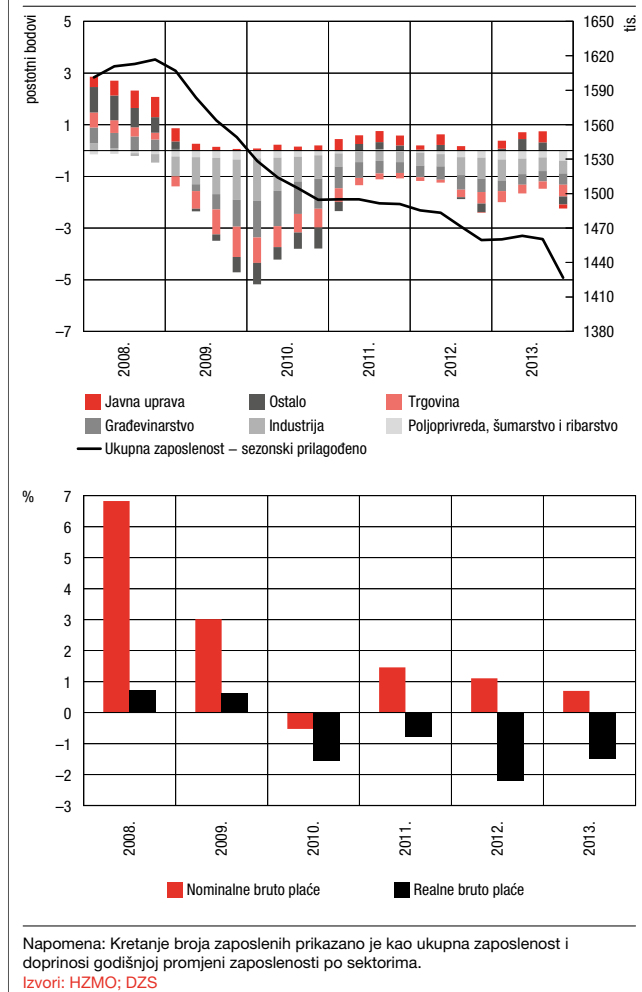 postotni bodovi
tis.
5
3
1
–1
–3
–5
–7
1650
1620
1590
1560
1530
1500
1470
1440
1410
1380
2008.
2009.
2010.
2011.
2012.
2013.
Javna uprava
Ostalo
Trgovina
Građevinarstvo
Industrija
Poljoprivreda, šumarstvo i ribarstvo
Ukupna zaposlenost – sezonski prilagođeno
%
7
6
5
4
3
2
1
0
–1
–2
–3
2008.
2009.
2010.
2011.
2012.
2013.
Nominalne bruto plaće
Realne bruto plaće
Napomena: Kretanje broja zaposlenih prikazano je kao ukupna zaposlenost i
doprinosi godišnjoj promjeni zaposlenosti po sektorima.
Izvori: HZMO; DZS